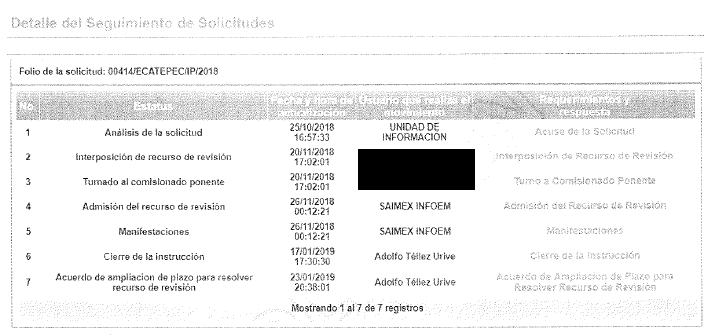 Detalle del Seguimiento de Solicitudes
Folio de la solicitud: 00414/ECATEPEC/IP/2018
No. Estatus Fecha y hora de Usuario que realiza el Requerimientos y
movimiento respuesta
1 Análisis de la solicitud 25/10/2018 16:57:33 UNIDAD DE INFORMACIÓN Acuse de la Solicitud
2 Interposición de recurso de revisión 20/11/2018 17:02:01 Interposición de Recurso de Revisión
3 Turnado al comisionado ponente 20/11/2018 17:02:01 Turno a Comisionado Ponente
4 Admisión del recurso de revisión 26/11/2018 00:12:21 SAIMEX INFOEM Admisión del Recurso de Revisión
5 Manifestaciones 26/11/2018 00:12:21 SAIMEX INFOEM Manifestaciones
6 Cierre de la instrucción 17/01/2019 17:30:30 Adolfo Téllez Urive Cierre de la Instrucción
7 Acuerdo de ampliacion de plazo para resolver recurso de revisión 23/01/2019 20:38:01 Adolfo Téllez Urive Acuerdo de Ampliacion de Plazo para Resolver Recurso de Revisión
Mostrando 1 al 7 de 7 registros